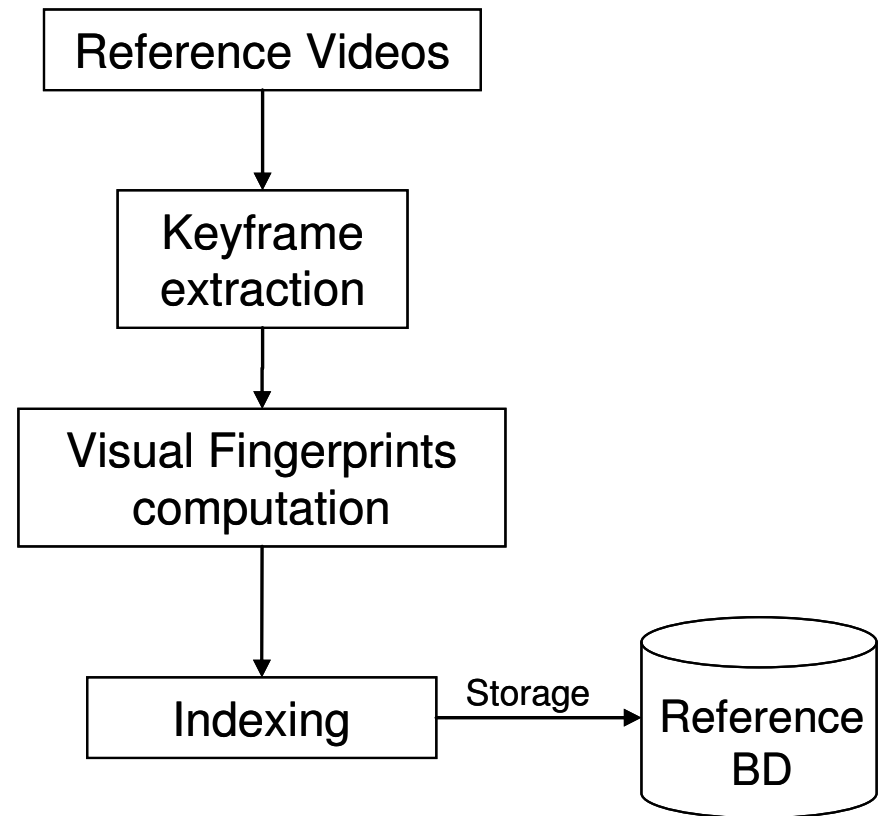 Reference Videos
Keyframe
extraction
Visual Fingerprints
computation
Indexing
Storage
Reference
BD